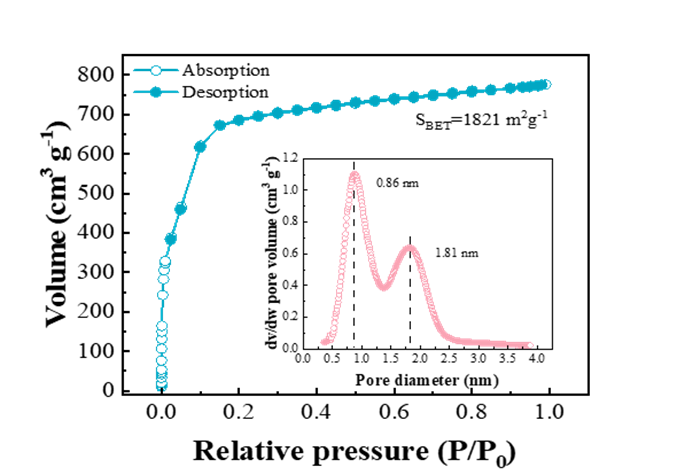 Absorption
Desorption
S_BET=1821 m²g⁻¹
Volume (cm³ g⁻¹)
800
700
600
500
400
300
200
100
0
0.0 0.2 0.4 0.6 0.8 1.0
Relative pressure (P/P₀)
0.86 nm
1.81 nm
dv/dw pore volume (cm³ g⁻¹)
1.2
1.0
0.8
0.6
0.4
0.2
0.0
0.0 0.5 1.0 1.5 2.0 2.5 3.0 3.5 4.0
Pore diameter (nm)